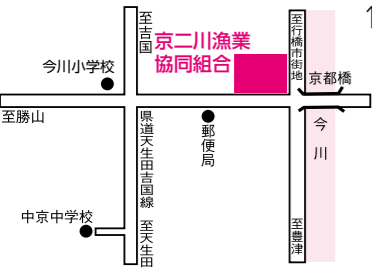 至吉国
京二川漁業
協同組合
至行橋市街地
1
今川小学校
京都橋
至勝山
県道天生田吉国線
郵便局
今川
中京中学校
至天生田
至豊津